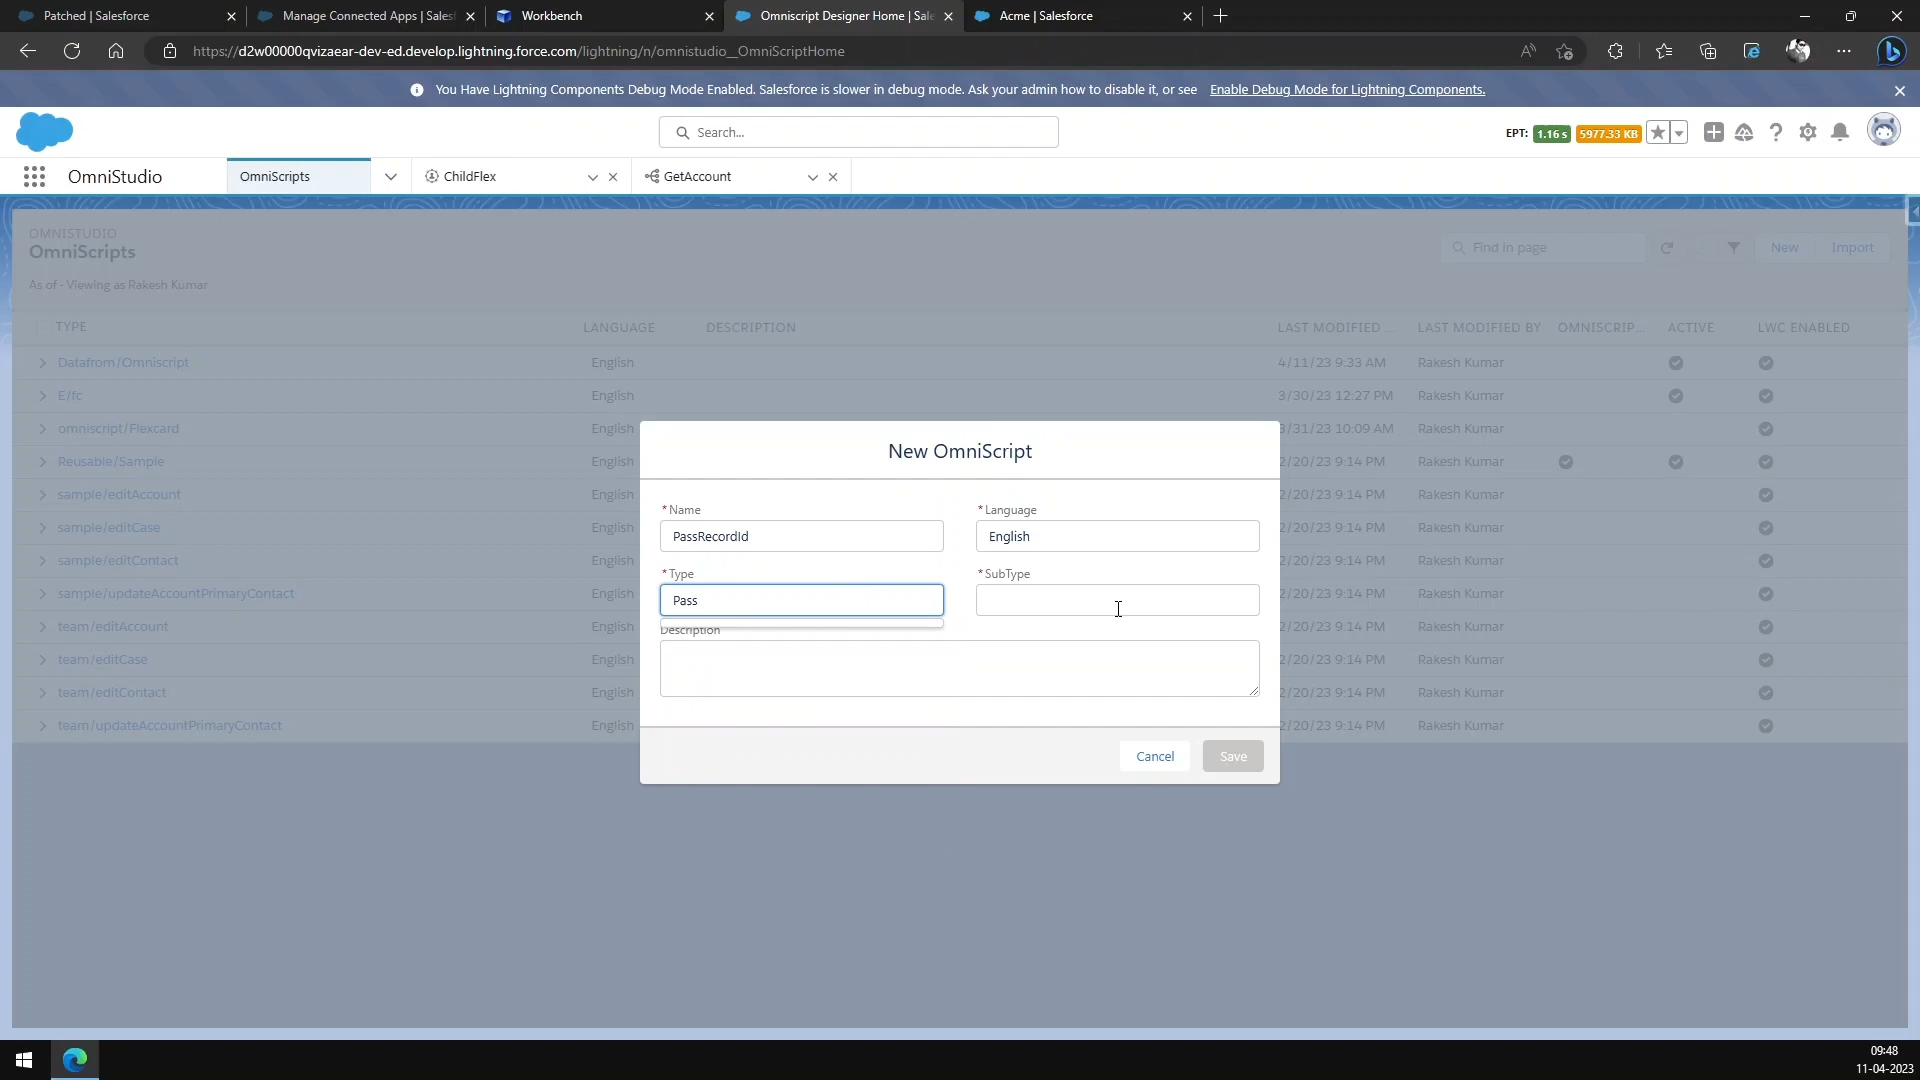 Patched | Salesforce
Manage Connected Apps | Sales
Workbench
Omniscript Designer Home | Sale
Acme | Salesforce
https://d2w00000qvizaear-dev-ed.develop.lightning.force.com/lightning/n/omnistudio__OmniScriptHome
You Have Lightning Components Debug Mode Enabled. Salesforce is slower in debug mode. Ask your admin how to disable it, or see Enable Debug Mode for Lightning Components.
Search...
EPT: 1.16 s 5977.33 KB
OmniStudio
OmniScripts
ChildFlex
GetAccount
OMNISTUDIO
OmniScripts
Find in page
New
Import
As of - Viewing as Rakesh Kumar
TYPE LANGUAGE DESCRIPTION LAST MODIFIED ... LAST MODIFIED BY OMNISCRIP... ACTIVE LWC ENABLED
Datafrom/Omniscript English 4/11/23 9:33 AM Rakesh Kumar
E/fc English 3/30/23 12:27 PM Rakesh Kumar
omniscript/Flexcard English 3/31/23 10:09 AM Rakesh Kumar
Reusable/Sample English 2/20/23 9:14 PM Rakesh Kumar
sample/editAccount English 2/20/23 9:14 PM Rakesh Kumar
sample/editCase English 2/20/23 9:14 PM Rakesh Kumar
sample/editContact English 2/20/23 9:14 PM Rakesh Kumar
sample/updateAccountPrimaryContact English 2/20/23 9:14 PM Rakesh Kumar
team/editAccount English 2/20/23 9:14 PM Rakesh Kumar
team/editCase English 2/20/23 9:14 PM Rakesh Kumar
team/editContact English 2/20/23 9:14 PM Rakesh Kumar
team/updateAccountPrimaryContact English 2/20/23 9:14 PM Rakesh Kumar
New OmniScript
*Name
PassRecordId
*Language
English
*Type
Pass
*SubType
Description
Cancel
Save
09:48
11-04-2023